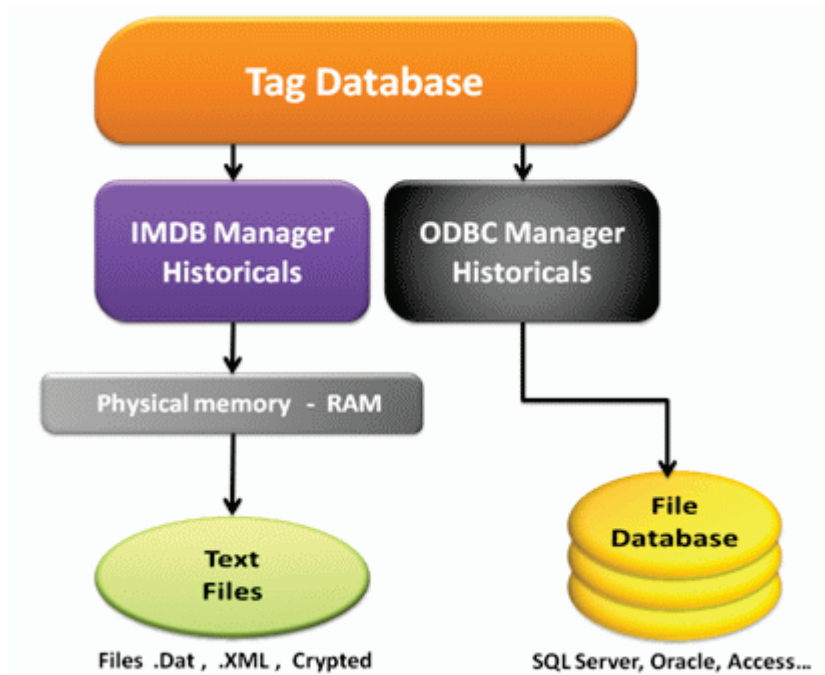 Tag Database
IMDB Manager
Historicals
ODBC Manager
Historicals
Physical memory - RAM
Text
Files
File
Database
Files .Dat , .XML , Crypted
SQL Server, Oracle, Access...